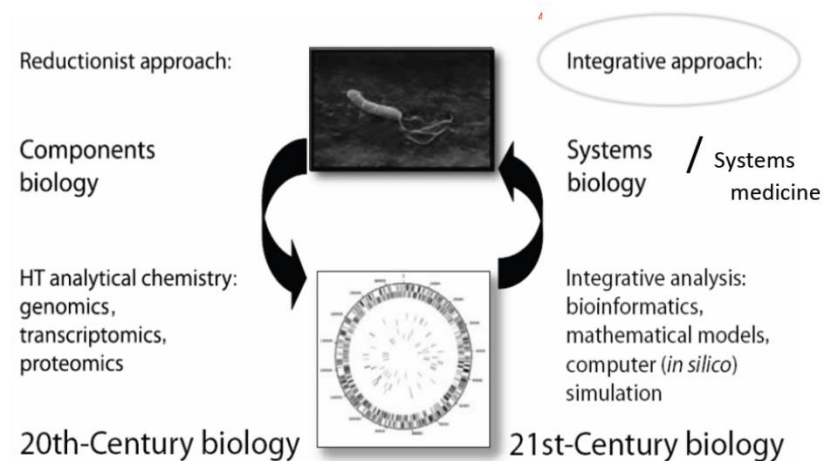 4
Reductionist approach:
Integrative approach:
Components
biology
Systems
biology
/ Systems
medicine
HT analytical chemistry:
genomics,
transcriptomics,
proteomics
Integrative analysis:
bioinformatics,
mathematical models,
computer (in silico)
simulation
20th-Century biology
21st-Century biology